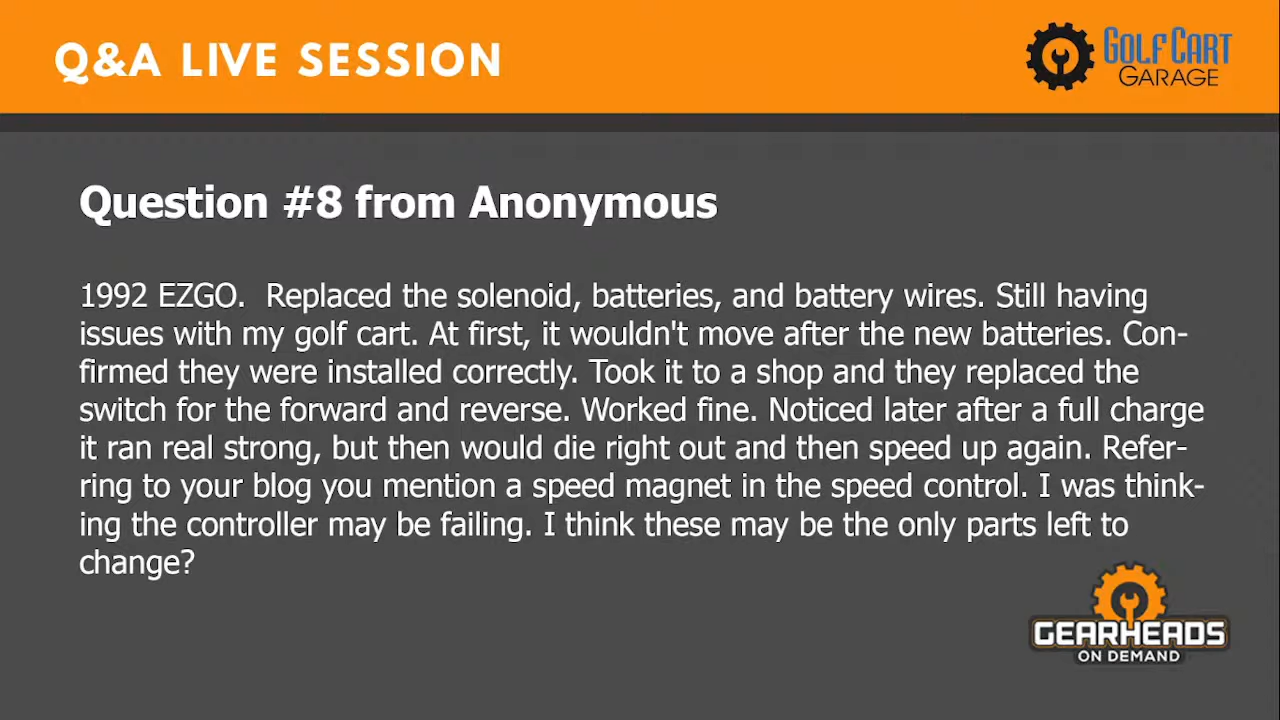 Q&A LIVE SESSION
GOLF CART
GARAGE
Question #8 from Anonymous
1992 EZGO.  Replaced the solenoid, batteries, and battery wires. Still having
issues with my golf cart. At first, it wouldn't move after the new batteries. Con-
firmed they were installed correctly. Took it to a shop and they replaced the
switch for the forward and reverse. Worked fine. Noticed later after a full charge
it ran real strong, but then would die right out and then speed up again. Refer-
ring to your blog you mention a speed magnet in the speed control. I was think-
ing the controller may be failing. I think these may be the only parts left to
change?
GEARHEADS
ON DEMAND